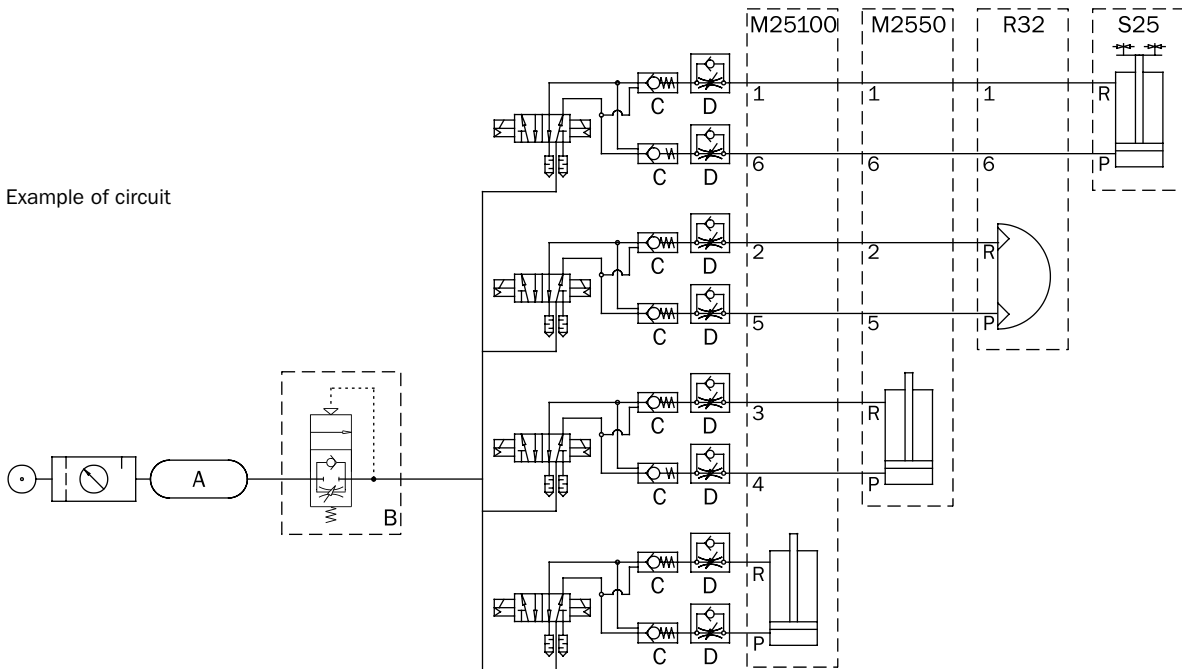 M25100 M2550 R32 S25
C D 1 1 1 R
C D 6 6 6 P
Example of circuit
C D 2 2 R
C D 5 5 P
C D 3 R
A
C D 4 P
B
C D R
C D P